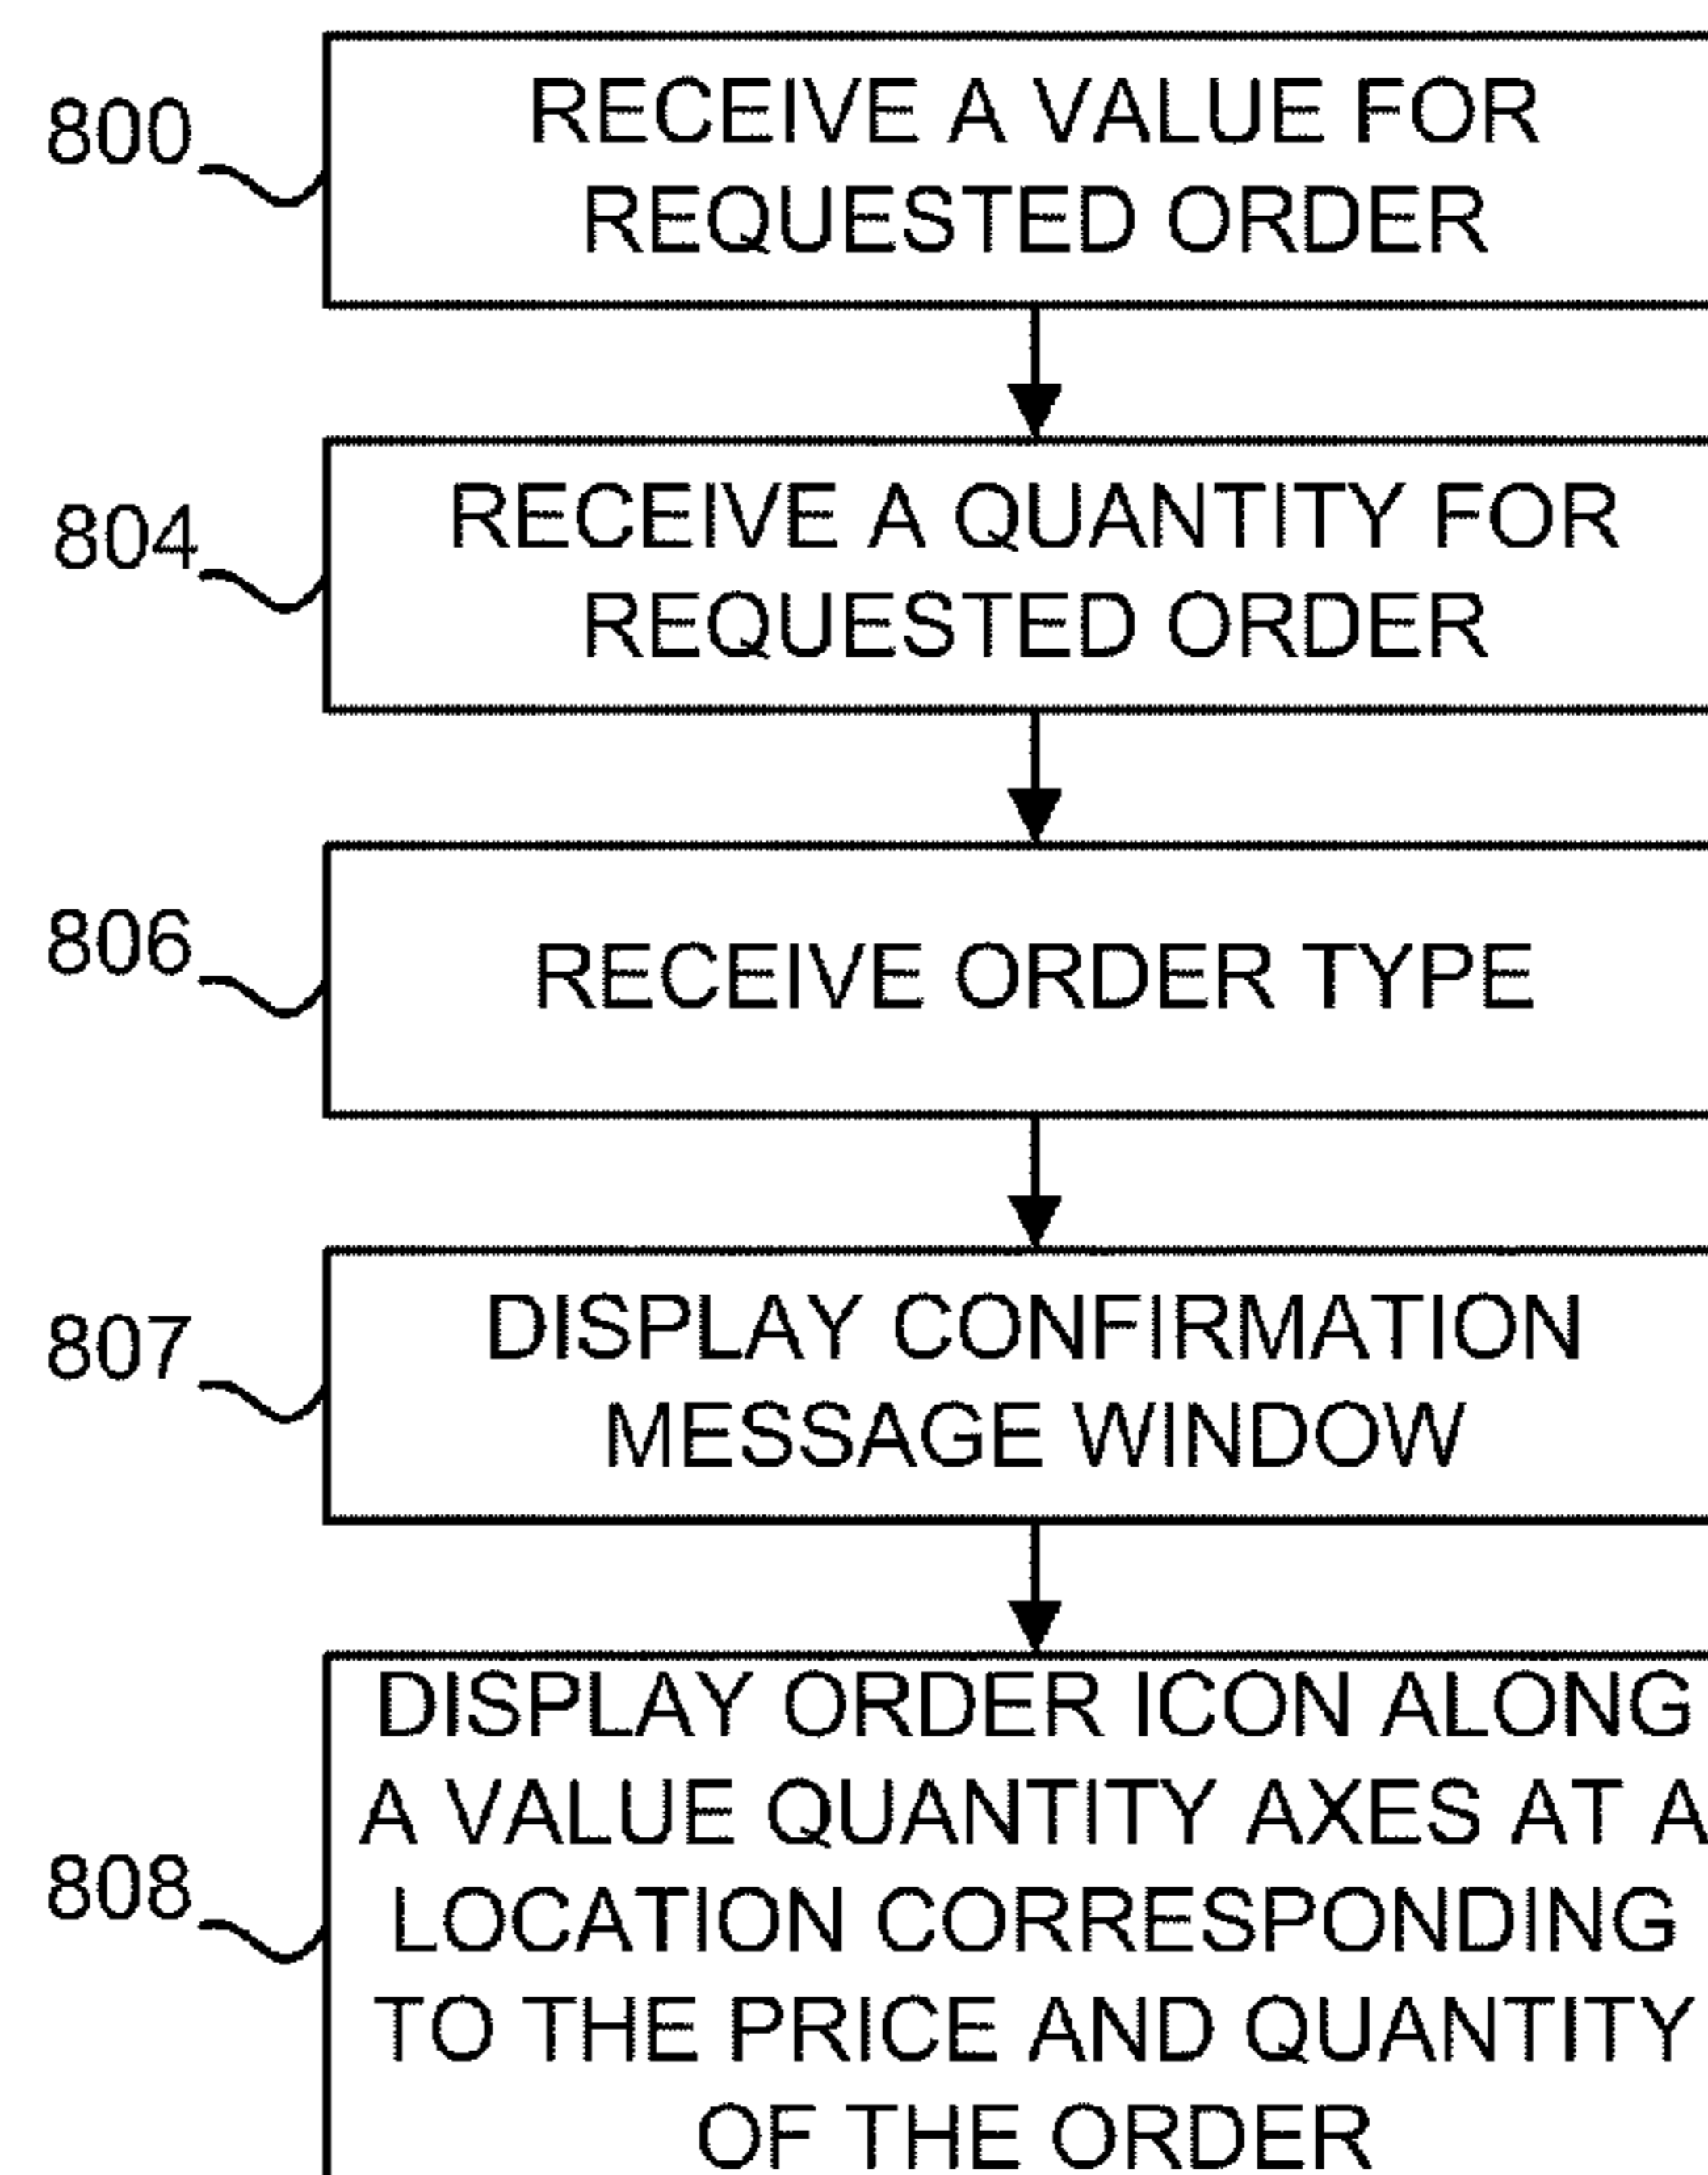 800
RECEIVE A VALUE FOR
REQUESTED ORDER
804
RECEIVE A QUANTITY FOR
REQUESTED ORDER
806
RECEIVE ORDER TYPE
807
DISPLAY CONFIRMATION
MESSAGE WINDOW
808
DISPLAY ORDER ICON ALONG
A VALUE QUANTITY AXES AT A
LOCATION CORRESPONDING
TO THE PRICE AND QUANTITY
OF THE ORDER